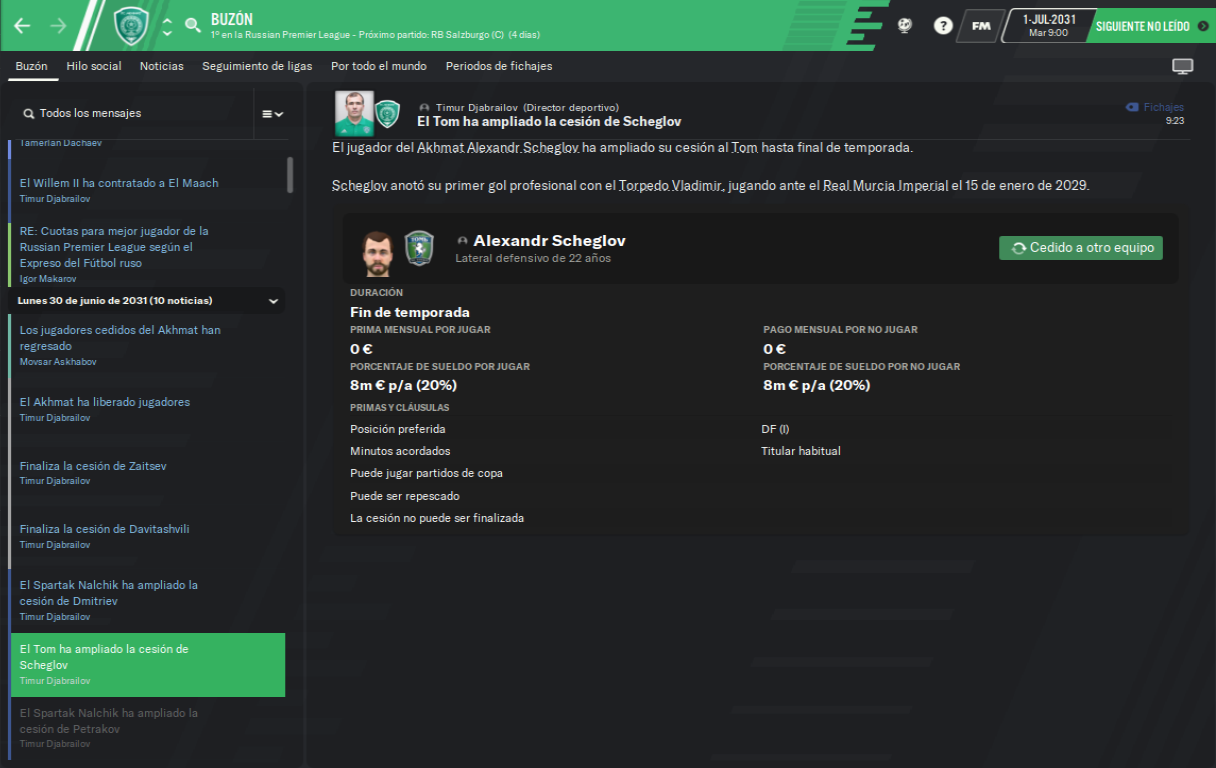 BUZÓN
1º en la Russian Premier League - Próximo partido: RB Salzburgo (C) (4 días)
?
FM
1-JUL-2031
Mar 9:00
SIGUIENTE NO LEÍDO
Buzón
Hilo social
Noticias
Seguimiento de ligas
Por todo el mundo
Periodos de fichajes
Todos los mensajes
Tamerlan Dachaev
El Willem II ha contratado a El Maach
Timur Djabrailov
RE: Cuotas para mejor jugador de la
Russian Premier League según el
Expreso del Fútbol ruso
Igor Makarov
Lunes 30 de junio de 2031 (10 noticias)
Los jugadores cedidos del Akhmat han
regresado
Movsar Askhabov
El Akhmat ha liberado jugadores
Timur Djabrailov
Finaliza la cesión de Zaitsev
Timur Djabrailov
Finaliza la cesión de Davitashvili
Timur Djabrailov
El Spartak Nalchik ha ampliado la
cesión de Dmitriev
Timur Djabrailov
El Tom ha ampliado la cesión de
Scheglov
Timur Djabrailov
El Spartak Nalchik ha ampliado la
cesión de Petrakov
Timur Djabrailov
Timur Djabrailov (Director deportivo)
El Tom ha ampliado la cesión de Scheglov
Fichajes
9:23
El jugador del Akhmat Alexandr Scheglov ha ampliado su cesión al Tom hasta final de temporada.
Scheglov anotó su primer gol profesional con el Torpedo Vladimir, jugando ante el Real Murcia Imperial el 15 de enero de 2029.
Alexandr Scheglov
Lateral defensivo de 22 años
Cedido a otro equipo
DURACIÓN
Fin de temporada
PRIMA MENSUAL POR JUGAR
PAGO MENSUAL POR NO JUGAR
0 €
0 €
PORCENTAJE DE SUELDO POR JUGAR
PORCENTAJE DE SUELDO POR NO JUGAR
8m € p/a (20%)
8m € p/a (20%)
PRIMAS Y CLÁUSULAS
Posición preferida
DF (I)
Minutos acordados
Titular habitual
Puede jugar partidos de copa
Puede ser repescado
La cesión no puede ser finalizada